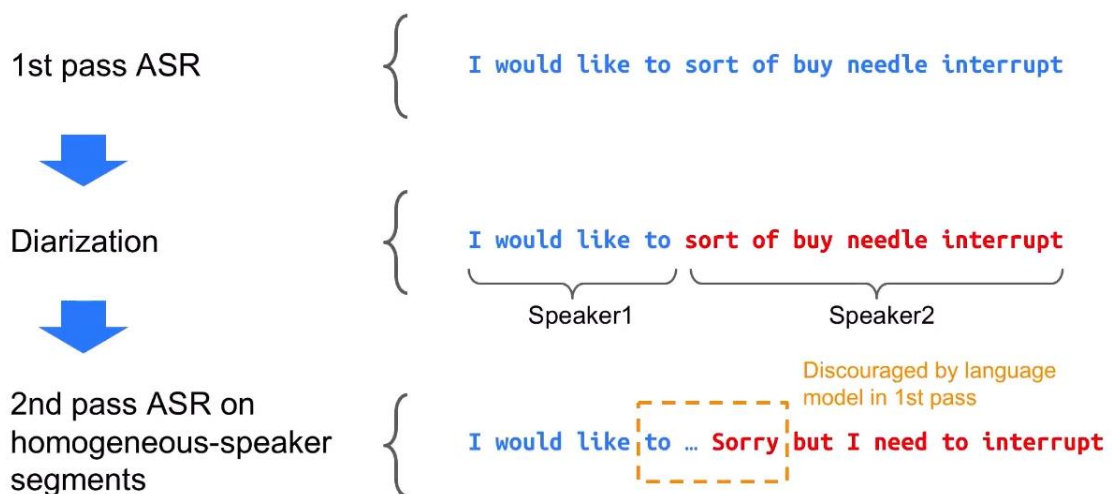 1st pass ASR
I would like to sort of buy needle interrupt
Diarization
I would like to sort of buy needle interrupt
Speaker1
Speaker2
Discouraged by language
model in 1st pass
2nd pass ASR on
homogeneous-speaker
segments
I would like to … Sorry but I need to interrupt